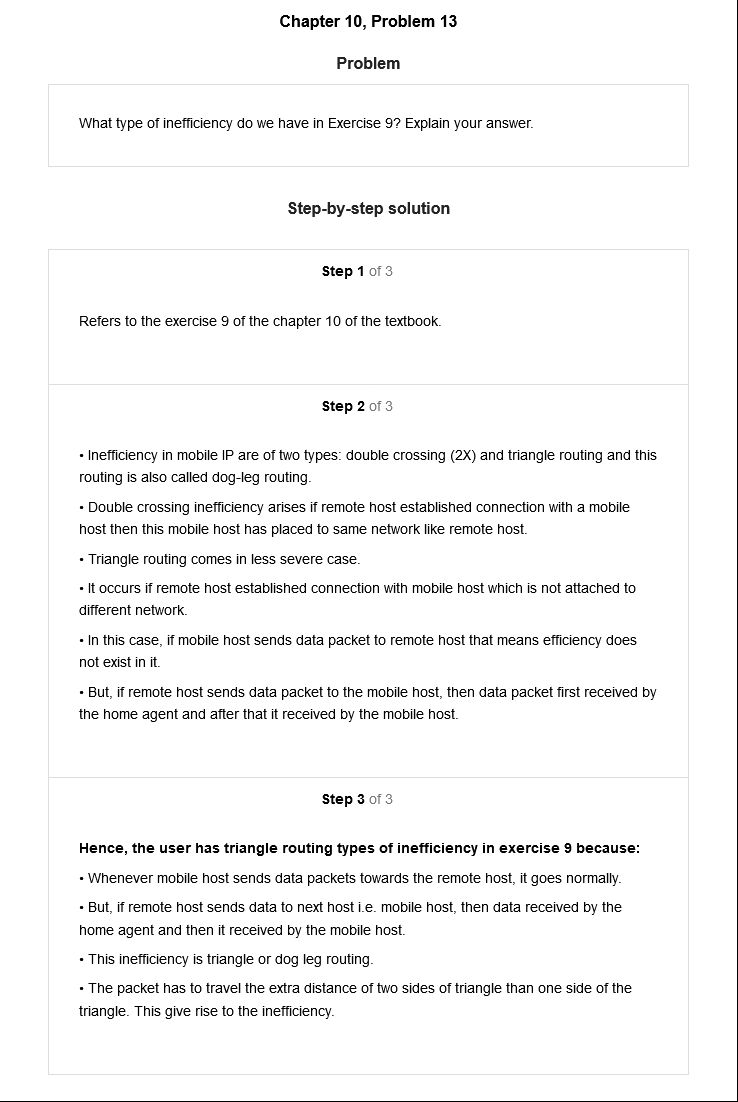 Chapter 10, Problem 13
Problem
What type of inefficiency do we have in Exercise 9? Explain your answer.
Step-by-step solution
Step 1 of 3
Refers to the exercise 9 of the chapter 10 of the textbook.
Step 2 of 3
• Inefficiency in mobile IP are of two types: double crossing (2X) and triangle routing and this
routing is also called dog-leg routing.
• Double crossing inefficiency arises if remote host established connection with a mobile
host then this mobile host has placed to same network like remote host.
• Triangle routing comes in less severe case.
• It occurs if remote host established connection with mobile host which is not attached to
different network.
• In this case, if mobile host sends data packet to remote host that means efficiency does
not exist in it.
• But, if remote host sends data packet to the mobile host, then data packet first received by
the home agent and after that it received by the mobile host.
Step 3 of 3
Hence, the user has triangle routing types of inefficiency in exercise 9 because:
• Whenever mobile host sends data packets towards the remote host, it goes normally.
• But, if remote host sends data to next host i.e. mobile host, then data received by the
home agent and then it received by the mobile host.
• This inefficiency is triangle or dog leg routing.
• The packet has to travel the extra distance of two sides of triangle than one side of the
triangle. This give rise to the inefficiency.